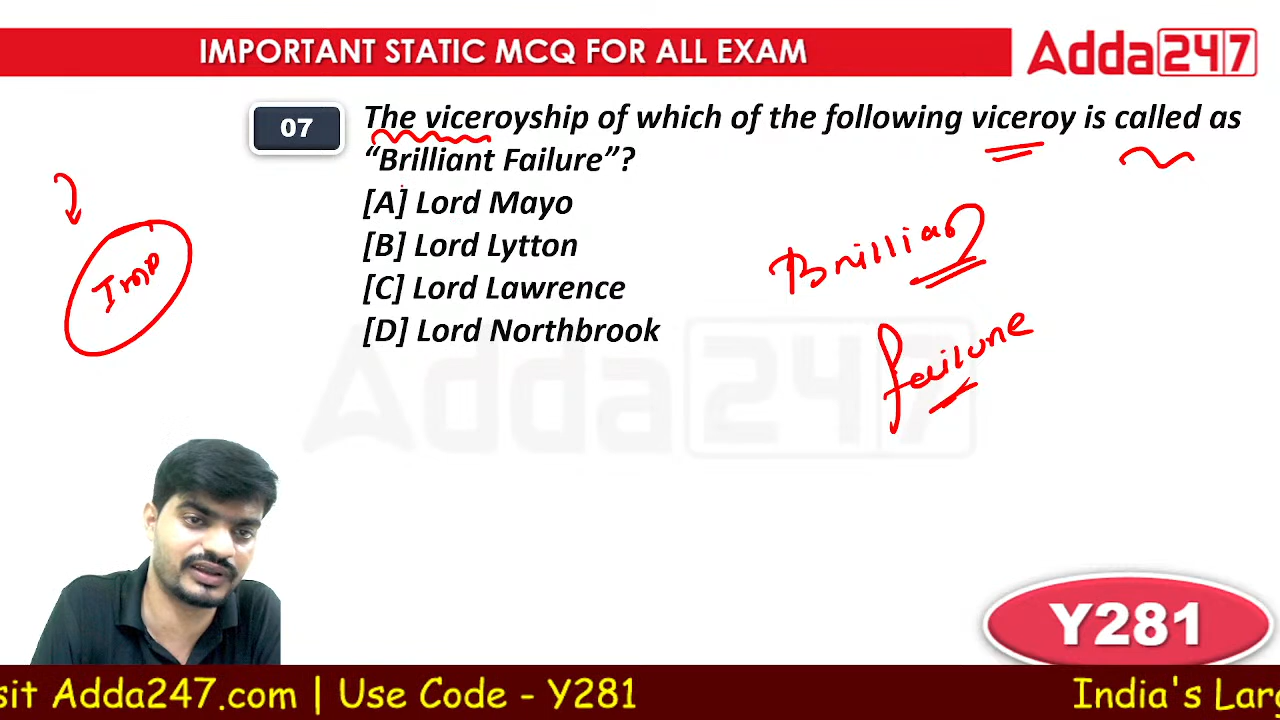 IMPORTANT STATIC MCQ FOR ALL EXAM
Adda247
07
The viceroyship of which of the following viceroy is called as
“Brilliant Failure”?
[A] Lord Mayo
[B] Lord Lytton
[C] Lord Lawrence
[D] Lord Northbrook
Imp
Brillian
failure
Adda247
Y281
sit Adda247.com | Use Code - Y281
India's Larg